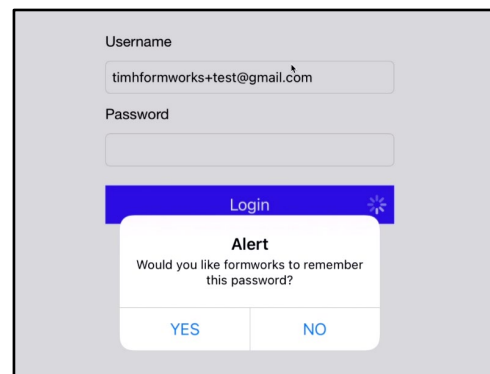 Username
timhformworks+test@gmail.com
Password
Login
Alert
Would you like formworks to remember
this password?
YES NO